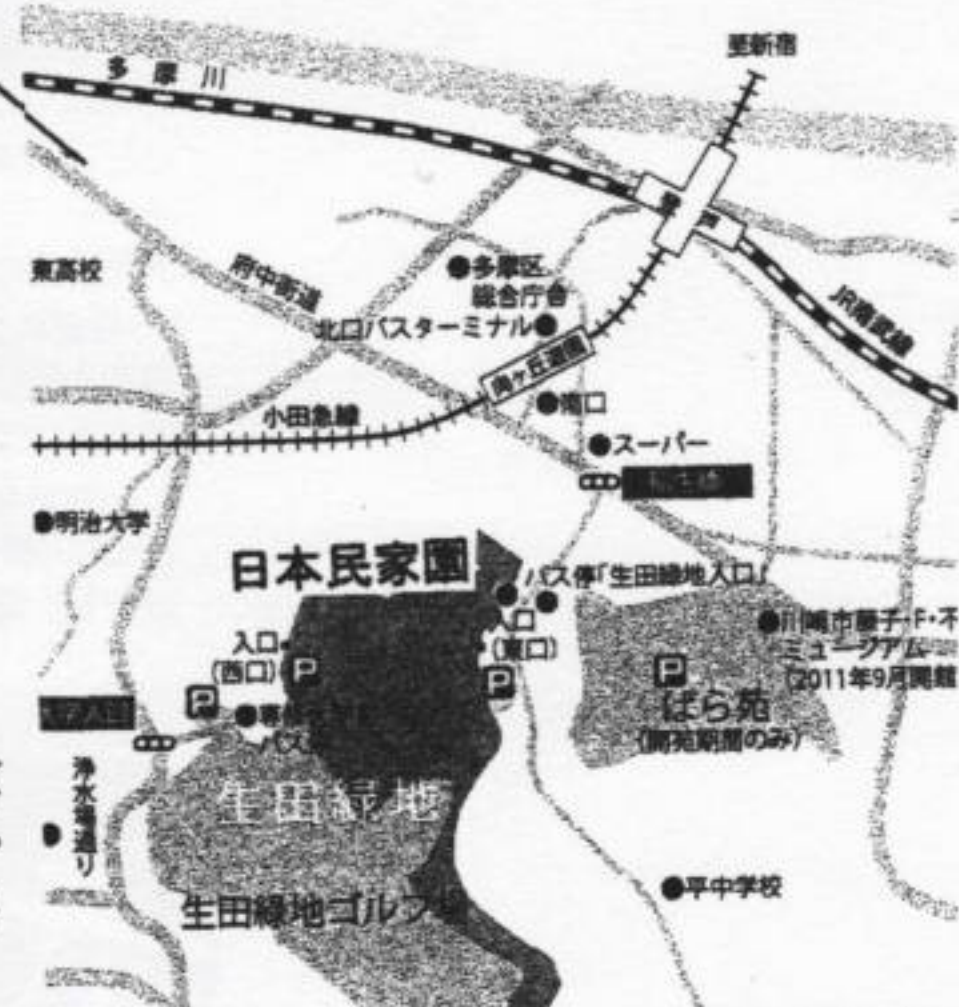 至新宿
多摩川
登戸
東高校
多摩区
総合庁舎
府中街道
JR南武線
北口バスターミナル
向ヶ丘遊園
南口
小田急線
スーパー
明治大学
日本民家園
バス停「生田緑地入口」
入口
(東口)
入口
(西口)
P
P
P
P
川崎市藤子・F・不
ミュージアム
(2011年9月開館
ばら苑
(開苑期間のみ)
バス
浄水場通り
生田緑地
生田緑地ゴルフ
平中学校